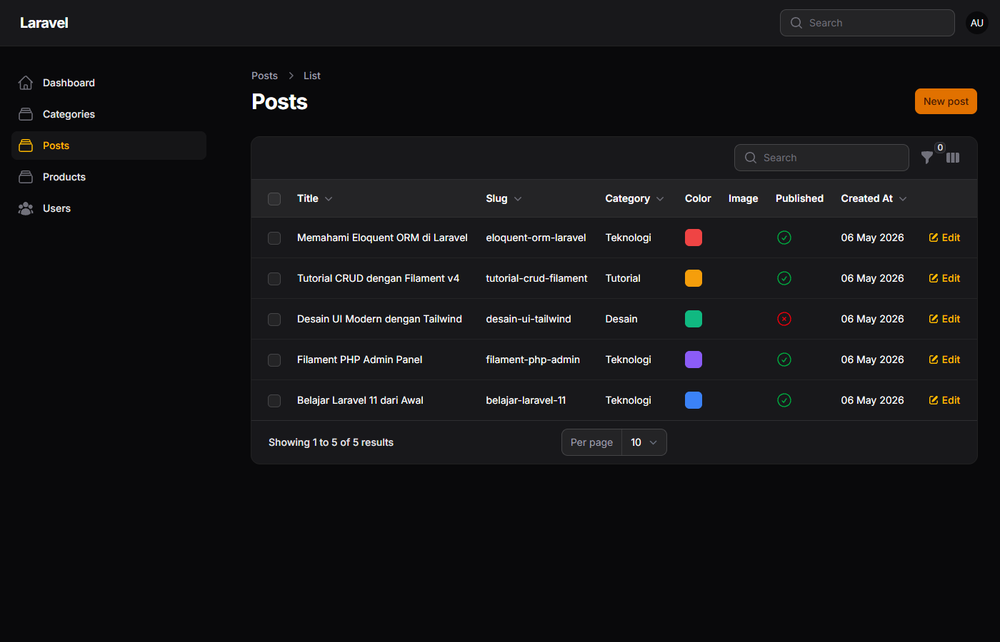 Laravel
Search
AU
Dashboard
Categories
Posts
Products
Users
Posts > List
Posts
New post
Search
0
Title Slug Category Color Image Published Created At
Memahami Eloquent ORM di Laravel eloquent-orm-laravel Teknologi 06 May 2026 Edit
Tutorial CRUD dengan Filament v4 tutorial-crud-filament Tutorial 06 May 2026 Edit
Desain UI Modern dengan Tailwind desain-ui-tailwind Desain 06 May 2026 Edit
Filament PHP Admin Panel filament-php-admin Teknologi 06 May 2026 Edit
Belajar Laravel 11 dari Awal belajar-laravel-11 Teknologi 06 May 2026 Edit
Showing 1 to 5 of 5 results
Per page 10